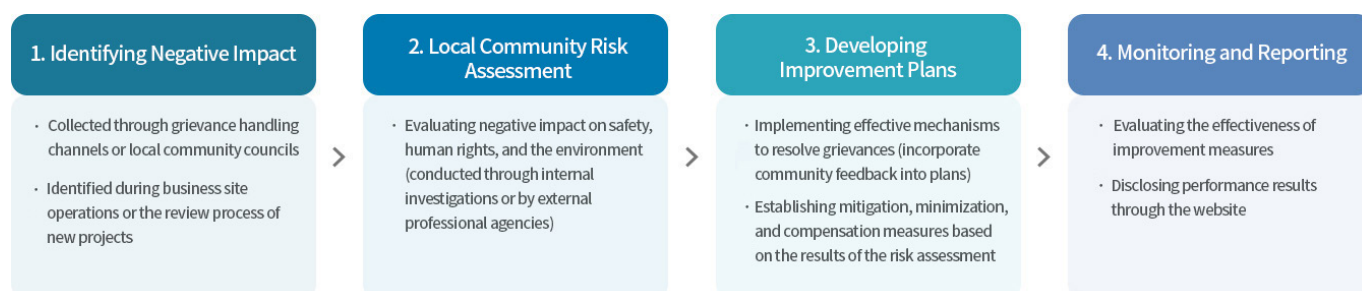 1. Identifying Negative Impact
· Collected through grievance handling
channels or local community councils
· Identified during business site
operations or the review process of
new projects
2. Local Community Risk
Assessment
· Evaluating negative impact on safety,
human rights, and the environment
(conducted through internal
investigations or by external
professional agencies)
3. Developing
Improvement Plans
· Implementing effective mechanisms
to resolve grievances (incorporate
community feedback into plans)
· Establishing mitigation, minimization,
and compensation measures based
on the results of the risk assessment
4. Monitoring and Reporting
· Evaluating the effectiveness of
improvement measures
· Disclosing performance results
through the website